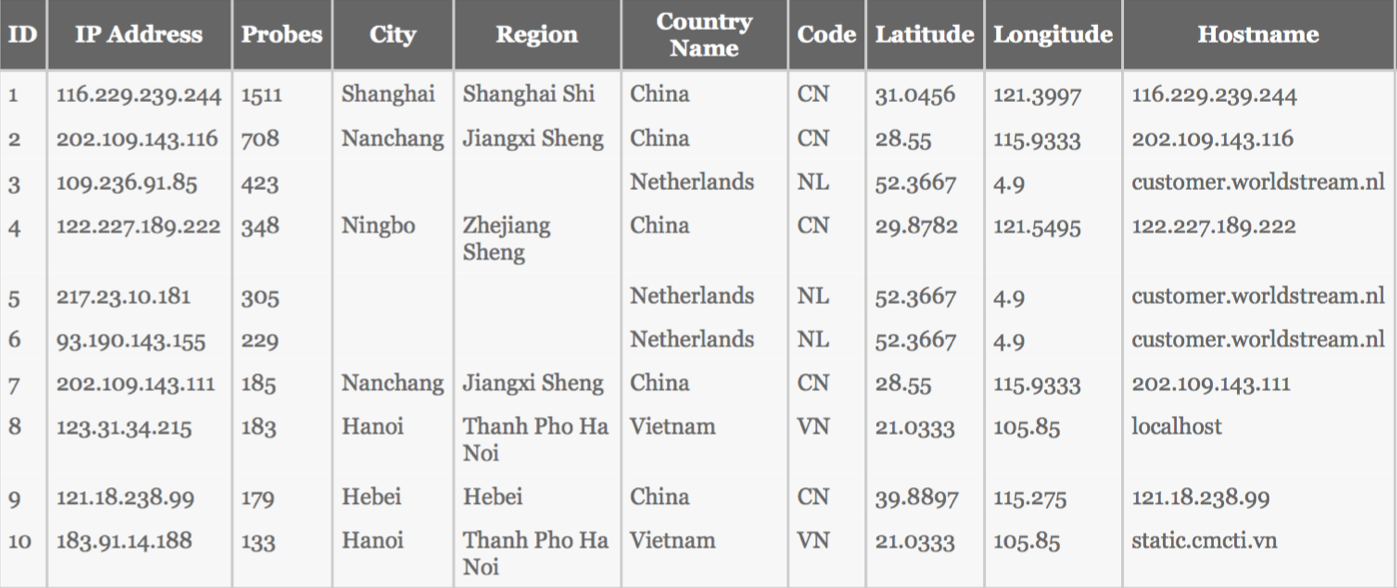 ID IP Address Probes City Region Country Name Code Latitude Longitude Hostname
1 116.229.239.244 1511 Shanghai Shanghai Shi China CN 31.0456 121.3997 116.229.239.244
2 202.109.143.116 708 Nanchang Jiangxi Sheng China CN 28.55 115.9333 202.109.143.116
3 109.236.91.85 423 Netherlands NL 52.3667 4.9 customer.worldstream.nl
4 122.227.189.222 348 Ningbo Zhejiang Sheng China CN 29.8782 121.5495 122.227.189.222
5 217.23.10.181 305 Netherlands NL 52.3667 4.9 customer.worldstream.nl
6 93.190.143.155 229 Netherlands NL 52.3667 4.9 customer.worldstream.nl
7 202.109.143.111 185 Nanchang Jiangxi Sheng China CN 28.55 115.9333 202.109.143.111
8 123.31.34.215 183 Hanoi Thanh Pho Ha Noi Vietnam VN 21.0333 105.85 localhost
9 121.18.238.99 179 Hebei Hebei China CN 39.8897 115.275 121.18.238.99
10 183.91.14.188 133 Hanoi Thanh Pho Ha Noi Vietnam VN 21.0333 105.85 static.cmcti.vn